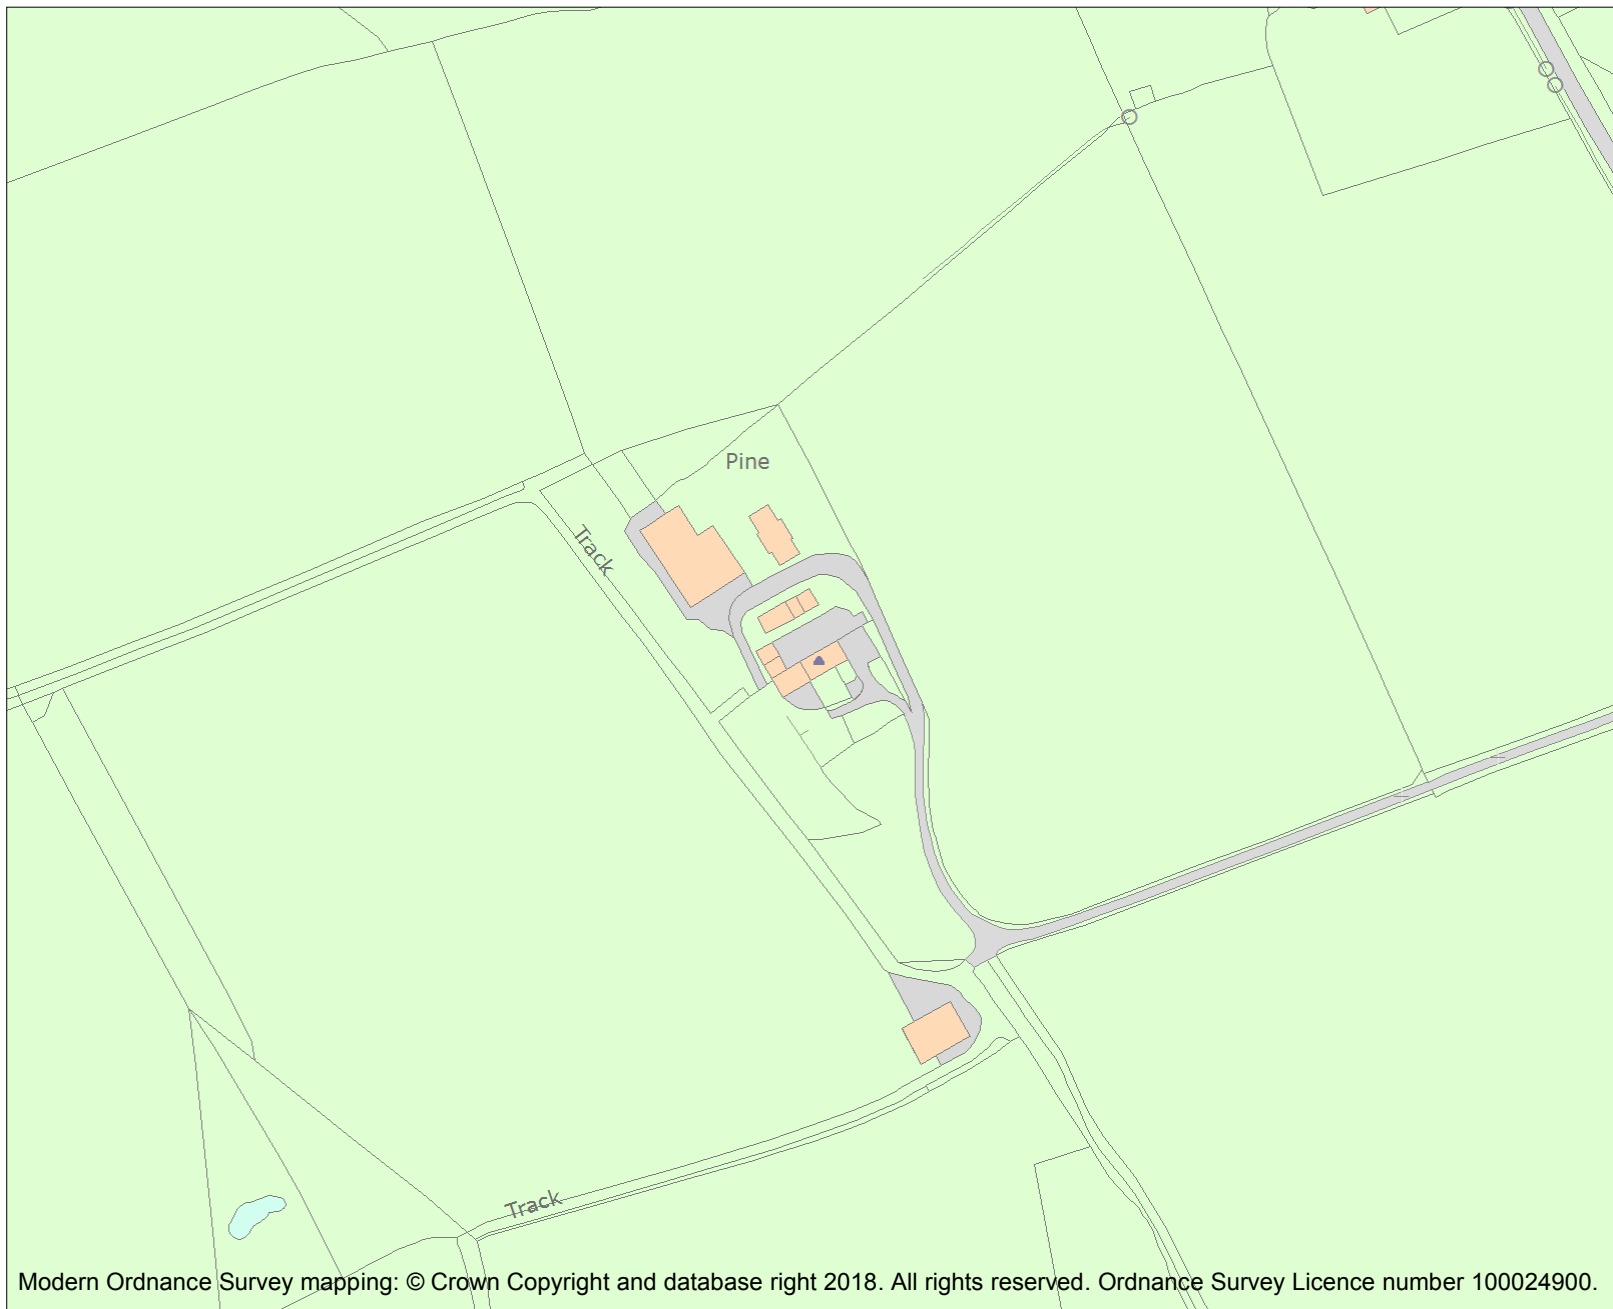 Pine
Track
Track
Modern Ordnance Survey mapping: © Crown Copyright and database right 2018. All rights reserved. Ordnance Survey Licence number 100024900.